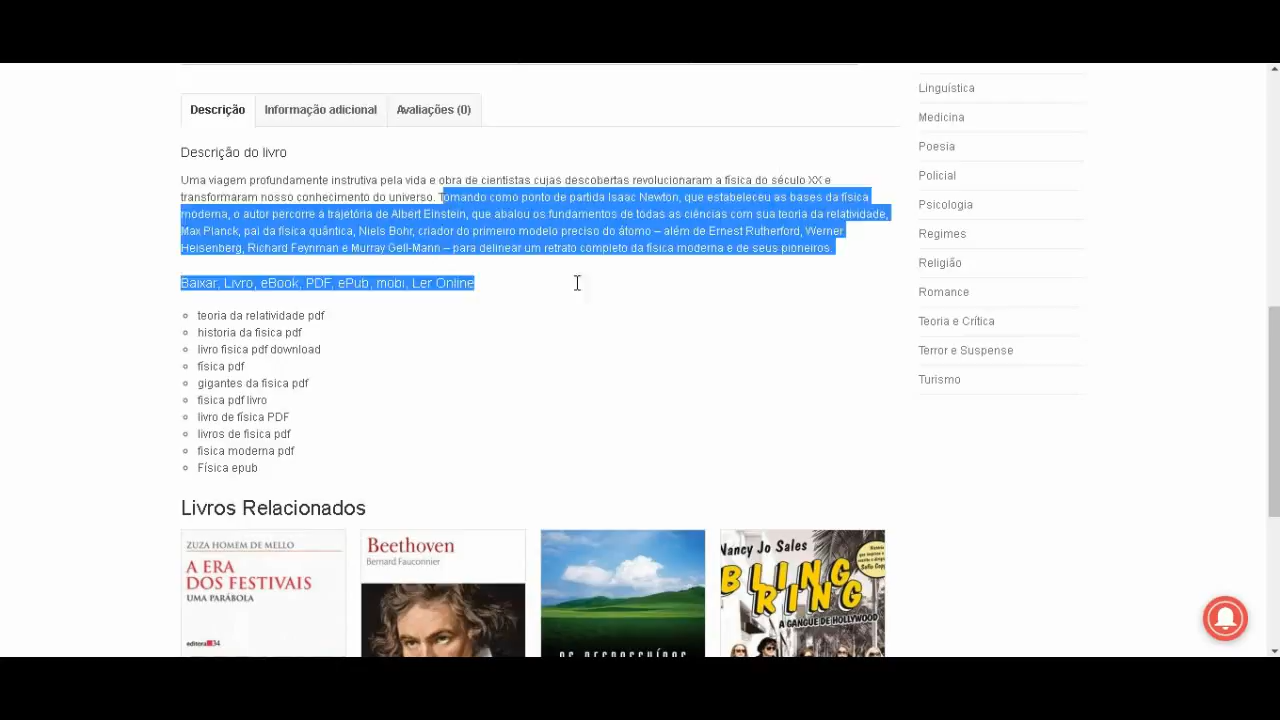 Descrição
Informação adicional
Avaliações (0)
Descrição do livro
Uma viagem profundamente instrutiva pela vida e obra de cientistas cujas descobertas revolucionaram a física do século XX e
transformaram nosso conhecimento do universo. Tomando como ponto de partida Isaac Newton, que estabeleceu as bases da física
moderna, o autor percorre a trajetória de Albert Einstein, que abalou os fundamentos de todas as ciências com sua teoria da relatividade,
Max Planck, pai da física quântica, Niels Bohr, criador do primeiro modelo preciso do átomo – além de Ernest Rutherford, Werner
Heisenberg, Richard Feynman e Murray Gell-Mann – para delinear um retrato completo da física moderna e de seus pioneiros.
Baixar, Livro, eBook, PDF, ePub, mobi, Ler Online
teoria da relatividade pdf
historia da fisica pdf
livro fisica pdf download
física pdf
gigantes da fisica pdf
fisica pdf livro
livro de física PDF
livros de fisica pdf
fisica moderna pdf
Física epub
Livros Relacionados
ZUZA HOMEM DE MELLO
A ERA
DOS FESTIVAIS
UMA PARÁBOLA
editora 34
Beethoven
Bernard Fauconnier
Nancy Jo Sales
BLING
RING
A GANGUE DE HOLLYWOOD
Linguística
Medicina
Poesia
Policial
Psicologia
Regimes
Religião
Romance
Teoria e Crítica
Terror e Suspense
Turismo